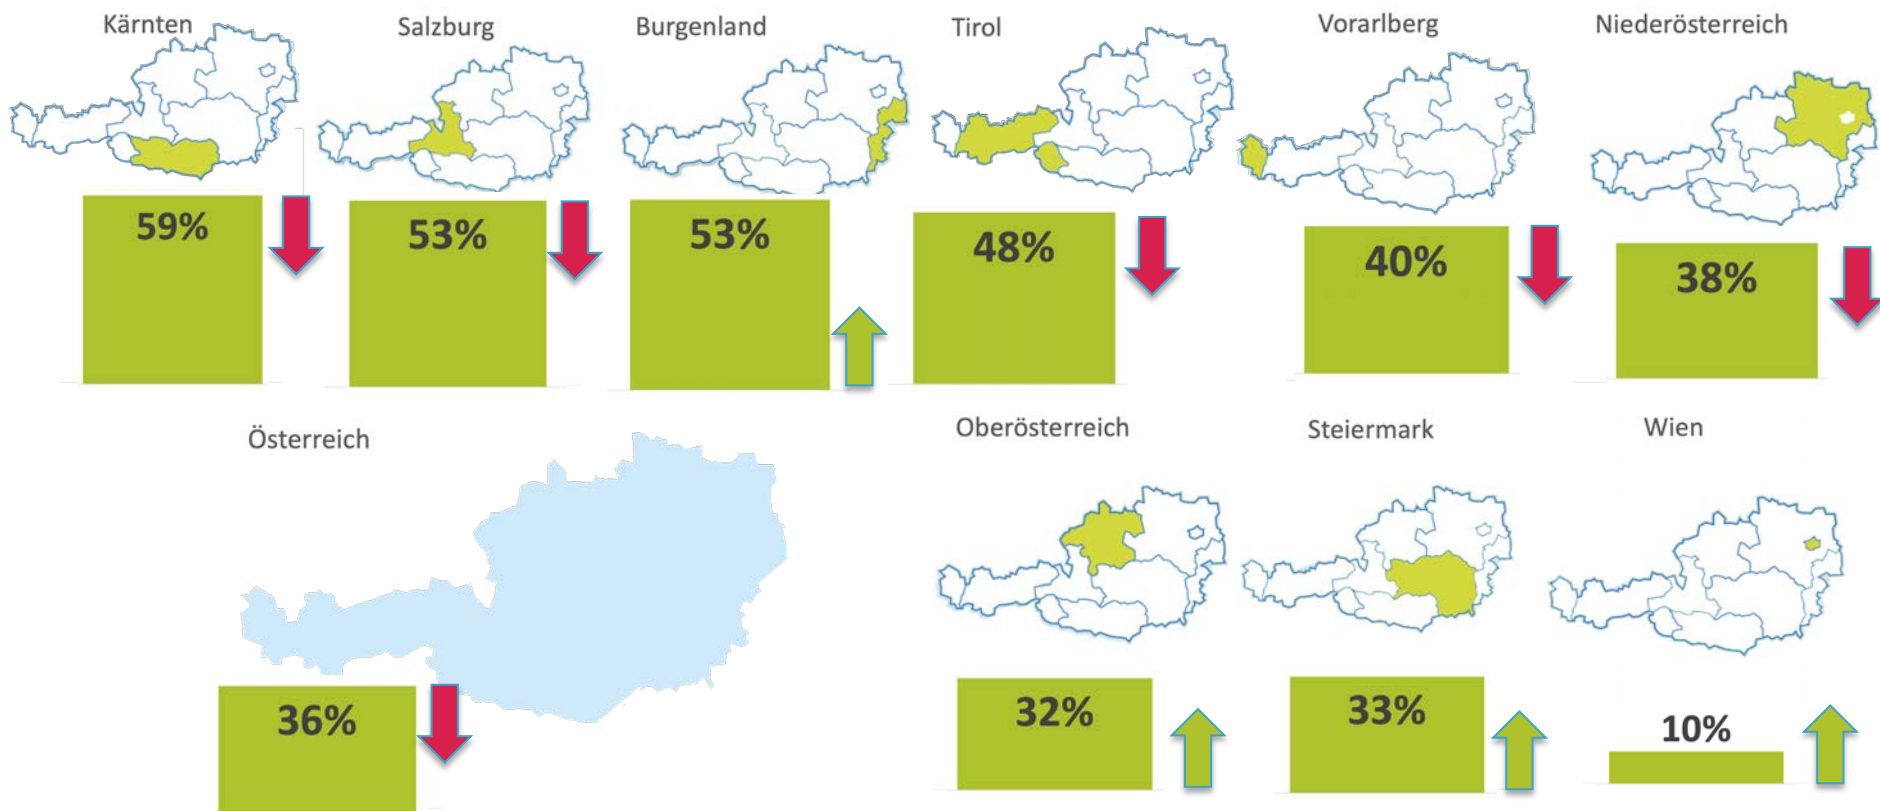 Kärnten
Salzburg
Burgenland
Tirol
Vorarlberg
Niederösterreich
59%
53%
53%
48%
40%
38%
Österreich
Oberösterreich
Steiermark
Wien
36%
32%
33%
10%